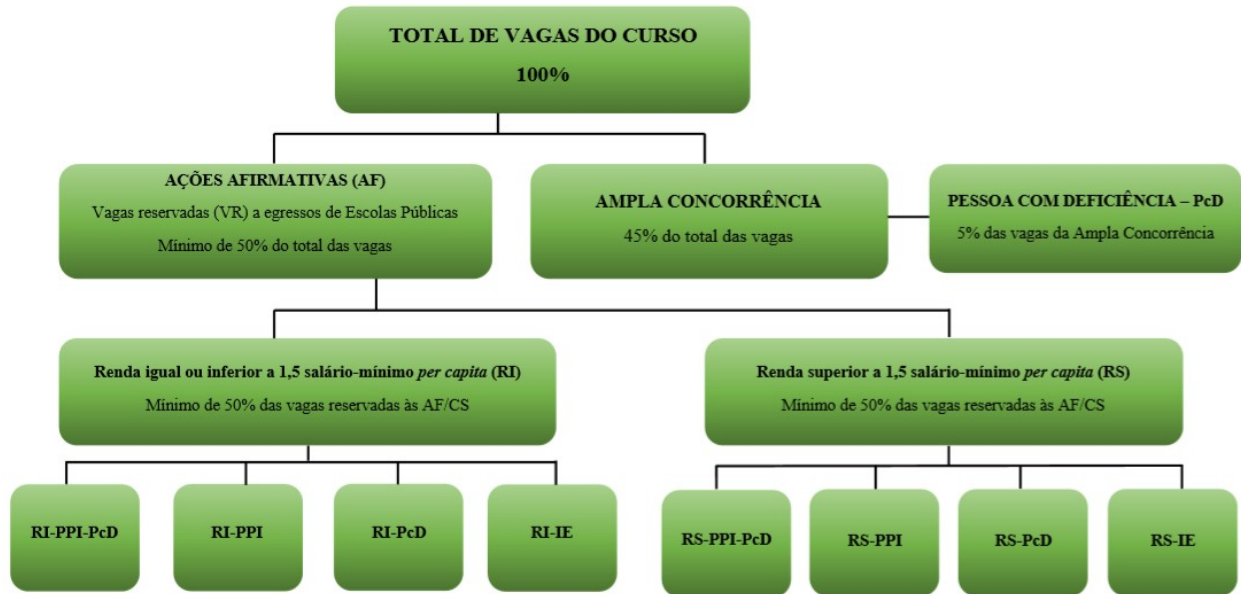 TOTAL DE VAGAS DO CURSO
100%
AÇÕES AFIRMATIVAS (AF)
Vagas reservadas (VR) a egressos de Escolas Públicas
Mínimo de 50% do total das vagas
AMPLA CONCORRÊNCIA
45% do total das vagas
PESSOA COM DEFICIÊNCIA – PcD
5% das vagas da Ampla Concorrência
Renda igual ou inferior a 1,5 salário-mínimo per capita (RI)
Mínimo de 50% das vagas reservadas às AF/CS
Renda superior a 1,5 salário-mínimo per capita (RS)
Mínimo de 50% das vagas reservadas às AF/CS
RI-PPI-PcD
RI-PPI
RI-PcD
RI-IE
RS-PPI-PcD
RS-PPI
RS-PcD
RS-IE